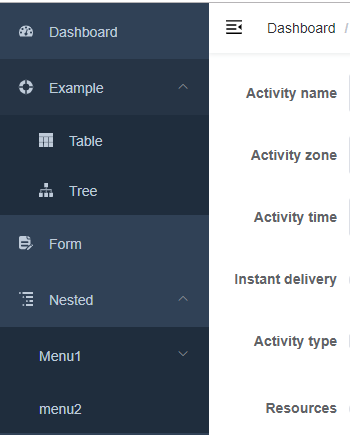 Dashboard
Example
Table
Tree
Form
Nested
Menu1
menu2
Dashboard /
Activity name
Activity zone
Activity time
Instant delivery
Activity type
Resources